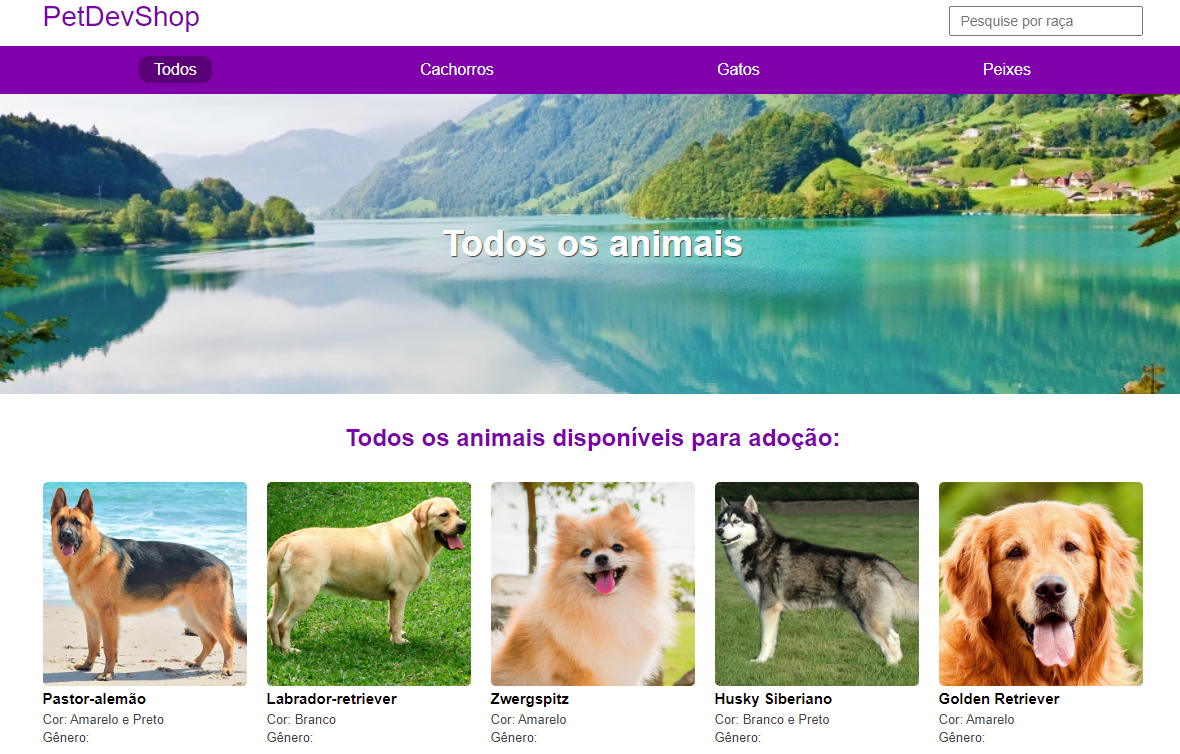 PetDevShop
Pesquise por raça
Todos Cachorros Gatos Peixes
Todos os animais
Todos os animais disponíveis para adoção:
Pastor-alemão
Cor: Amarelo e Preto
Gênero:
Labrador-retriever
Cor: Branco
Gênero:
Zwergspitz
Cor: Amarelo
Gênero:
Husky Siberiano
Cor: Branco e Preto
Gênero:
Golden Retriever
Cor: Amarelo
Gênero: